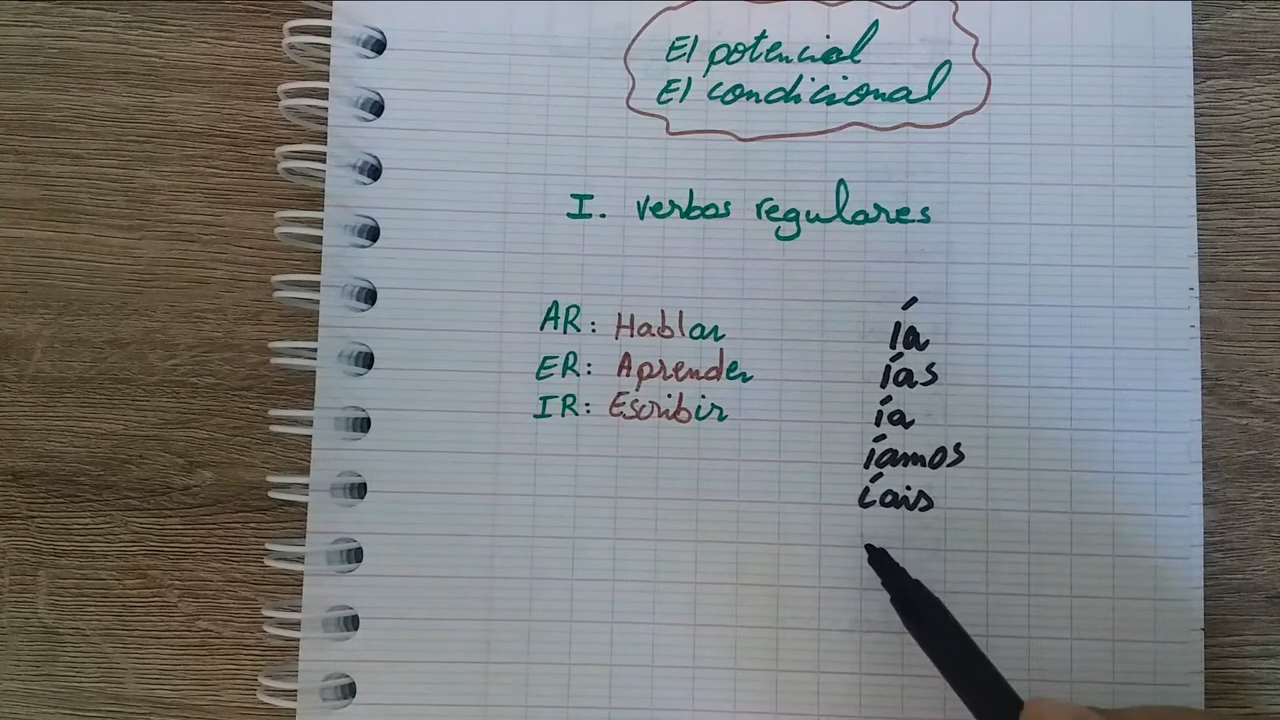 El potencial
El condicional
I. verbos regulares
AR: Hablar
ER: Aprender
IR: Escribir
ía
ías
ía
íamos
íais